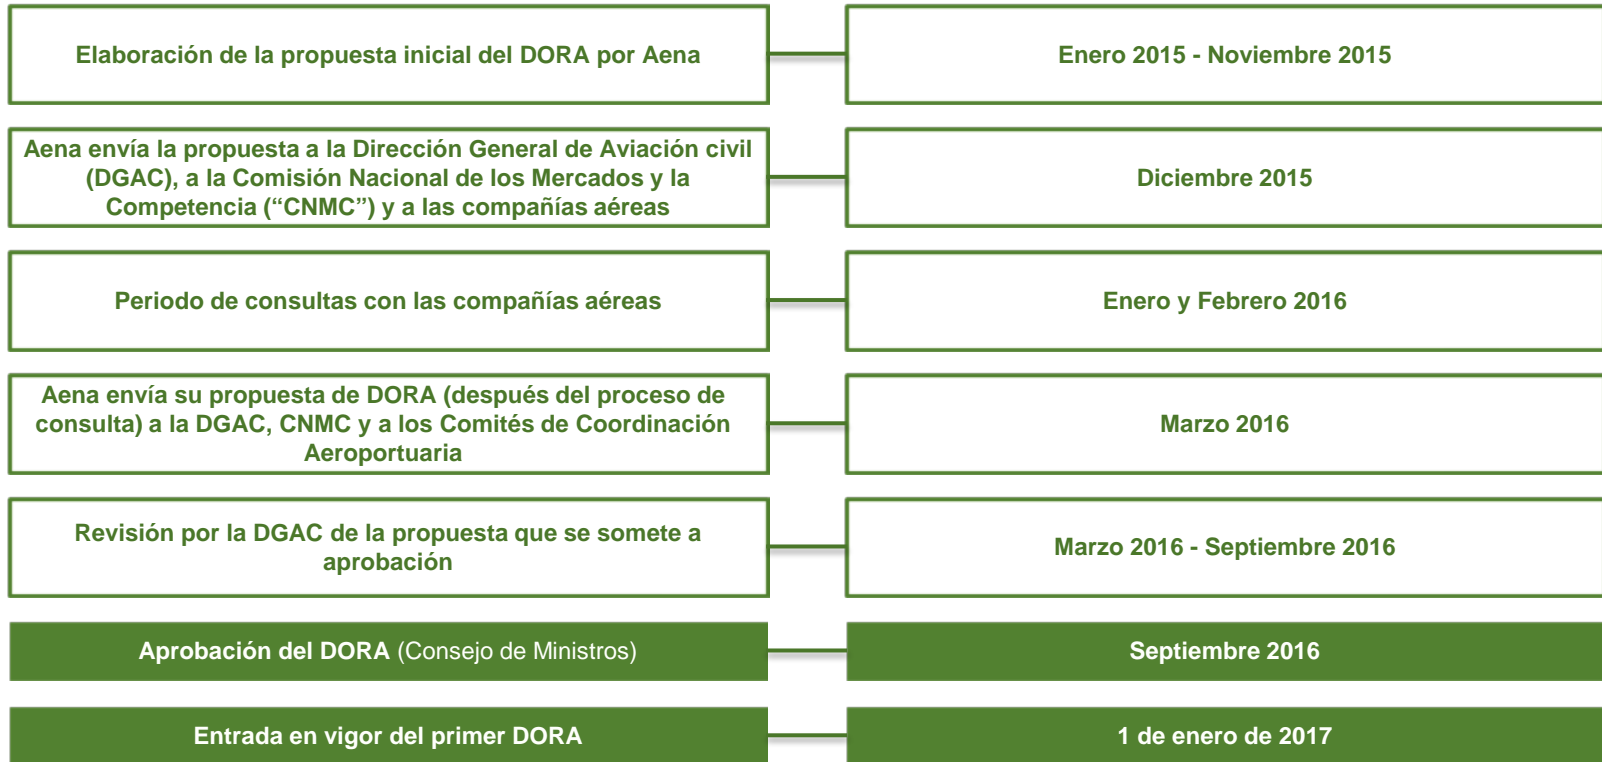 Elaboración de la propuesta inicial del DORA por Aena
Enero 2015 - Noviembre 2015
Aena envía la propuesta a la Dirección General de Aviación civil
(DGAC), a la Comisión Nacional de los Mercados y la
Competencia (“CNMC”) y a las compañías aéreas
Diciembre 2015
Periodo de consultas con las compañías aéreas
Enero y Febrero 2016
Aena envía su propuesta de DORA (después del proceso de
consulta) a la DGAC, CNMC y a los Comités de Coordinación
Aeroportuaria
Marzo 2016
Revisión por la DGAC de la propuesta que se somete a
aprobación
Marzo 2016 - Septiembre 2016
Aprobación del DORA (Consejo de Ministros)
Septiembre 2016
Entrada en vigor del primer DORA
1 de enero de 2017